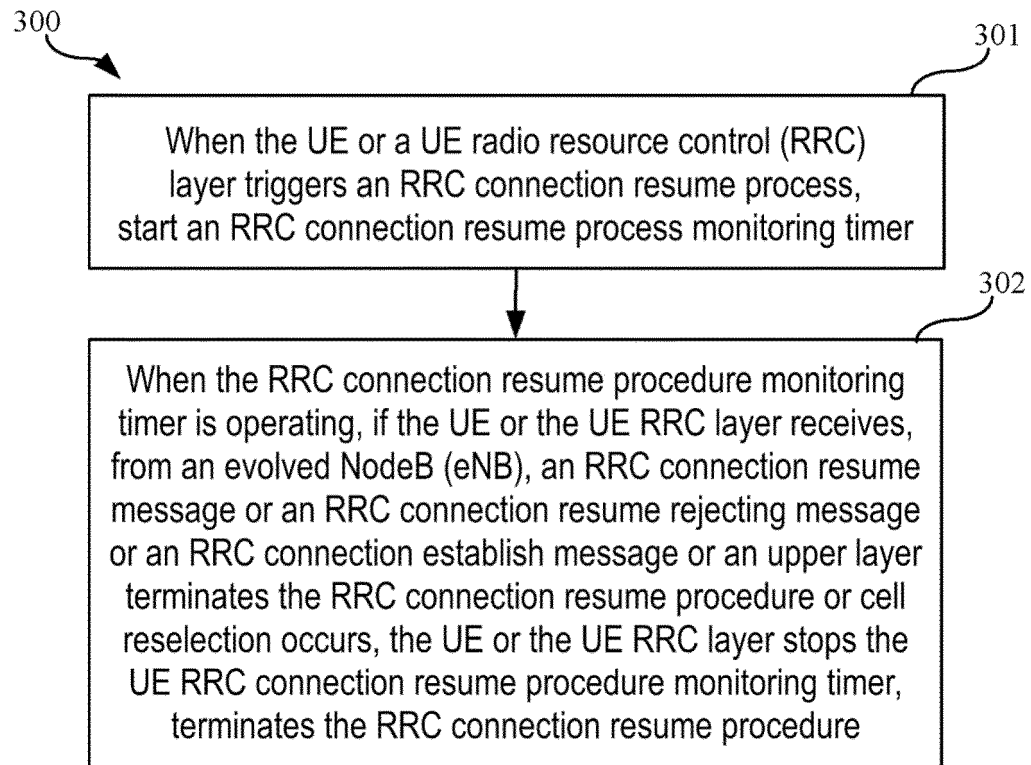 300
301
When the UE or a UE radio resource control (RRC)
layer triggers an RRC connection resume process,
start an RRC connection resume process monitoring timer
302
When the RRC connection resume procedure monitoring
timer is operating, if the UE or the UE RRC layer receives,
from an evolved NodeB (eNB), an RRC connection resume
message or an RRC connection resume rejecting message
or an RRC connection establish message or an upper layer
terminates the RRC connection resume procedure or cell
reselection occurs, the UE or the UE RRC layer stops the
UE RRC connection resume procedure monitoring timer,
terminates the RRC connection resume procedure